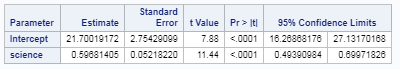 Parameter Estimate Standard Error t Value Pr > |t| 95% Confidence Limits
Intercept 21.70019172 2.75429099 7.88 <.0001 16.26868176 27.13170168
science 0.59681405 0.05218220 11.44 <.0001 0.49390984 0.69971826